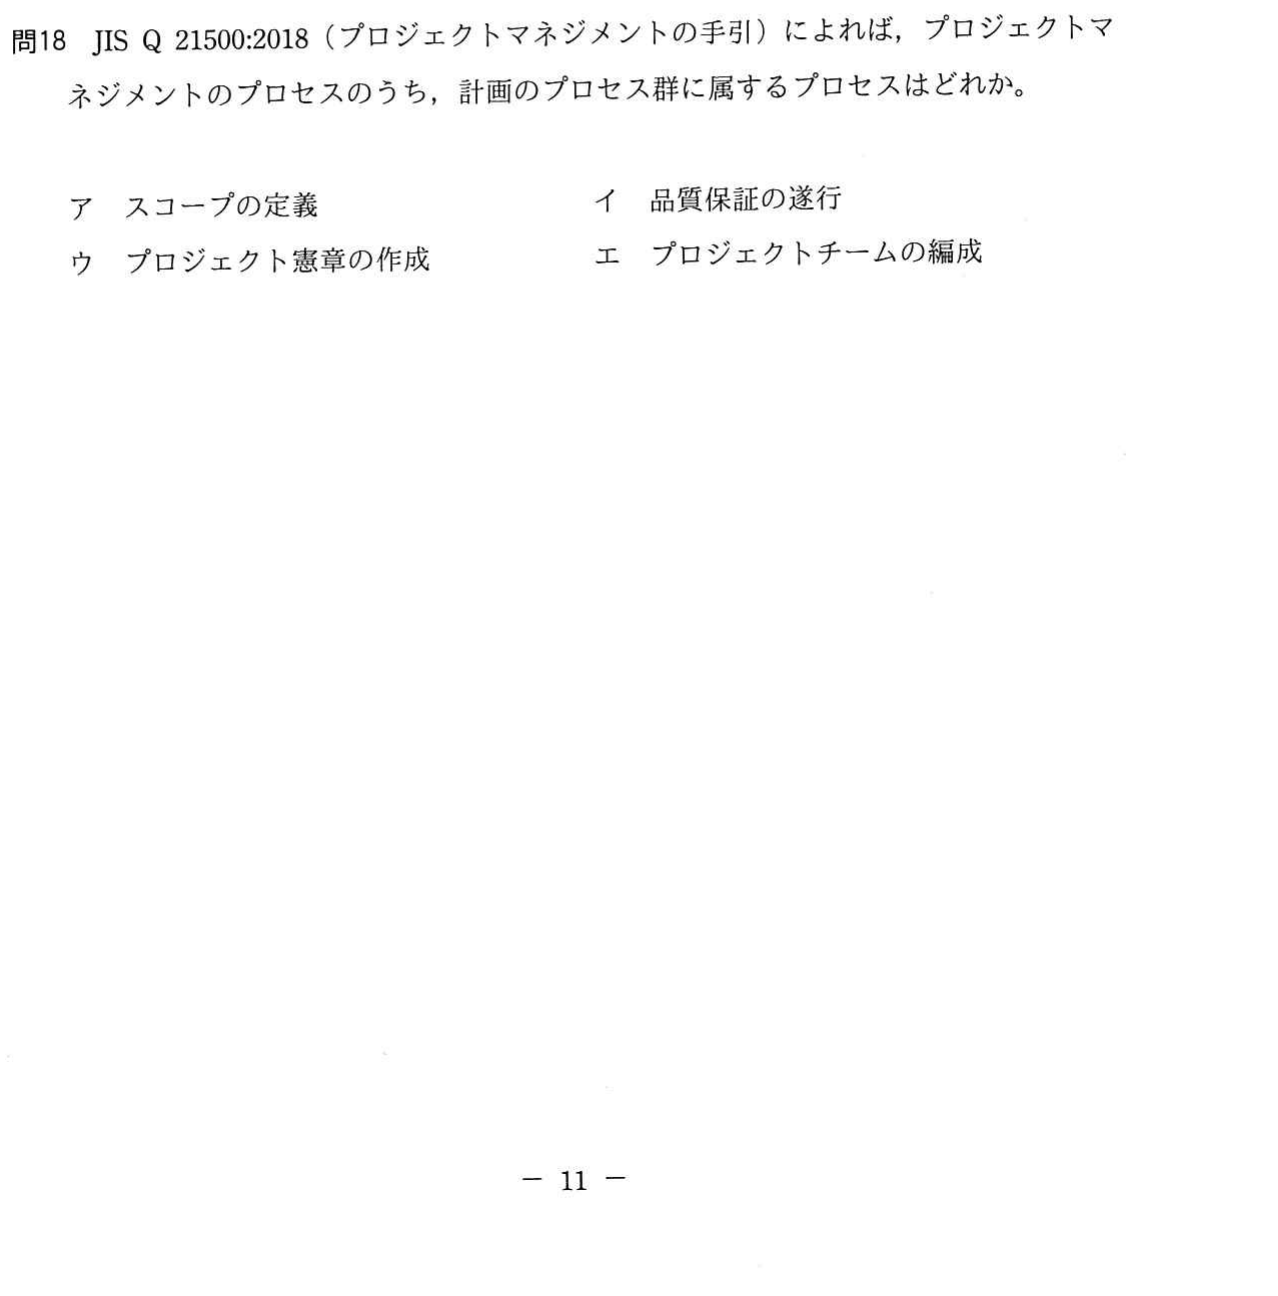 問18 JIS Q 21500:2018（プロジェクトマネジメントの手引）によれば，プロジェクトマ
ネジメントのプロセスのうち，計画のプロセス群に属するプロセスはどれか。
ア スコープの定義 イ 品質保証の遂行
ウ プロジェクト憲章の作成 エ プロジェクトチームの編成
－ 11 －